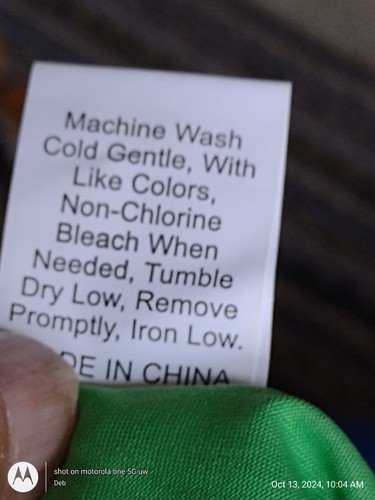 Machine Wash
Cold Gentle, With
Like Colors,
Non-Chlorine
Bleach When
Needed, Tumble
Dry Low, Remove
Promptly, Iron Low.
DE IN CHINA
shot on motorola one 5G uw
Deb
Oct 13, 2024, 10:04 AM